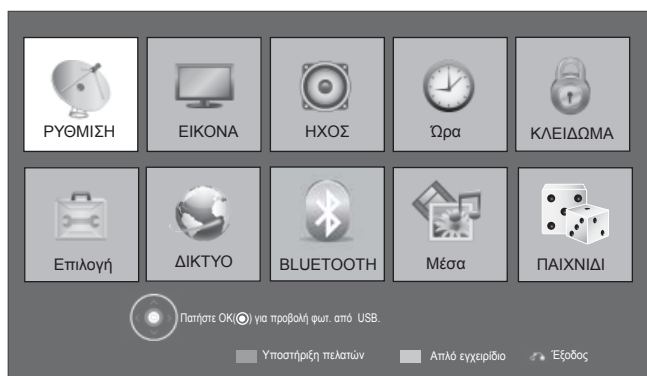 ΡΥΘΜΙΣΗ ΕΙΚΟΝΑ ΗΧΟΣ Ώρα ΚΛΕΙΔΩΜΑ
Επιλογή ΔΙΚΤΥΟ BLUETOOTH Μέσα ΠΑΙΧΝΙΔΙ
Πατήστε OK(◉) για προβολή φωτ. από USB.
Υποστήριξη πελατών Απλό εγχειρίδιο Έξοδος